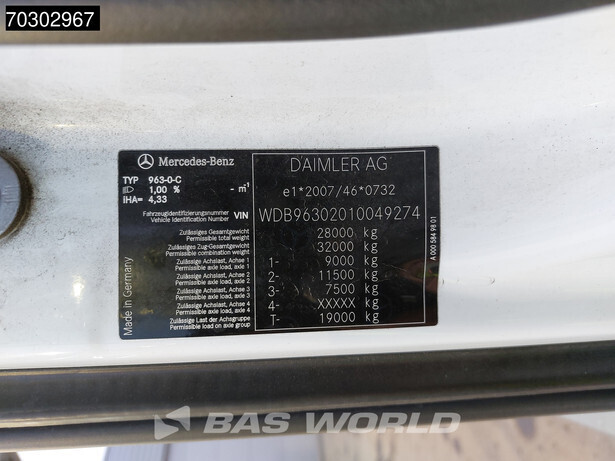 70302967
Mercedes-Benz
DAIMLER AG
TYP 963-0-C
1,00 % - m⁻¹
iHA= 4,33
e1*2007/46*0732
Fahrzeugidentifizierungsnummer
Vehicle Identification Number VIN WDB96302010049274
Zulässiges Gesamtgewicht
Permissible total weight 28000 kg
Zulässiges Zug-Gesamtgewicht
Permissible combination weight 32000 kg
Zulässige Achslast, Achse 1
Permissible axle load, axle 1 1- 9000 kg
Zulässige Achslast, Achse 2
Permissible axle load, axle 2 2- 11500 kg
Zulässige Achslast, Achse 3
Permissible axle load, axle 3 3- 7500 kg
Zulässige Achslast, Achse 4
Permissible axle load, axle 4 4- XXXXX kg
Zulässige Last der Achsgruppe
Permissible load on axle group T- 19000 kg
Made in Germany
A 000 584 98 01
BAS WORLD